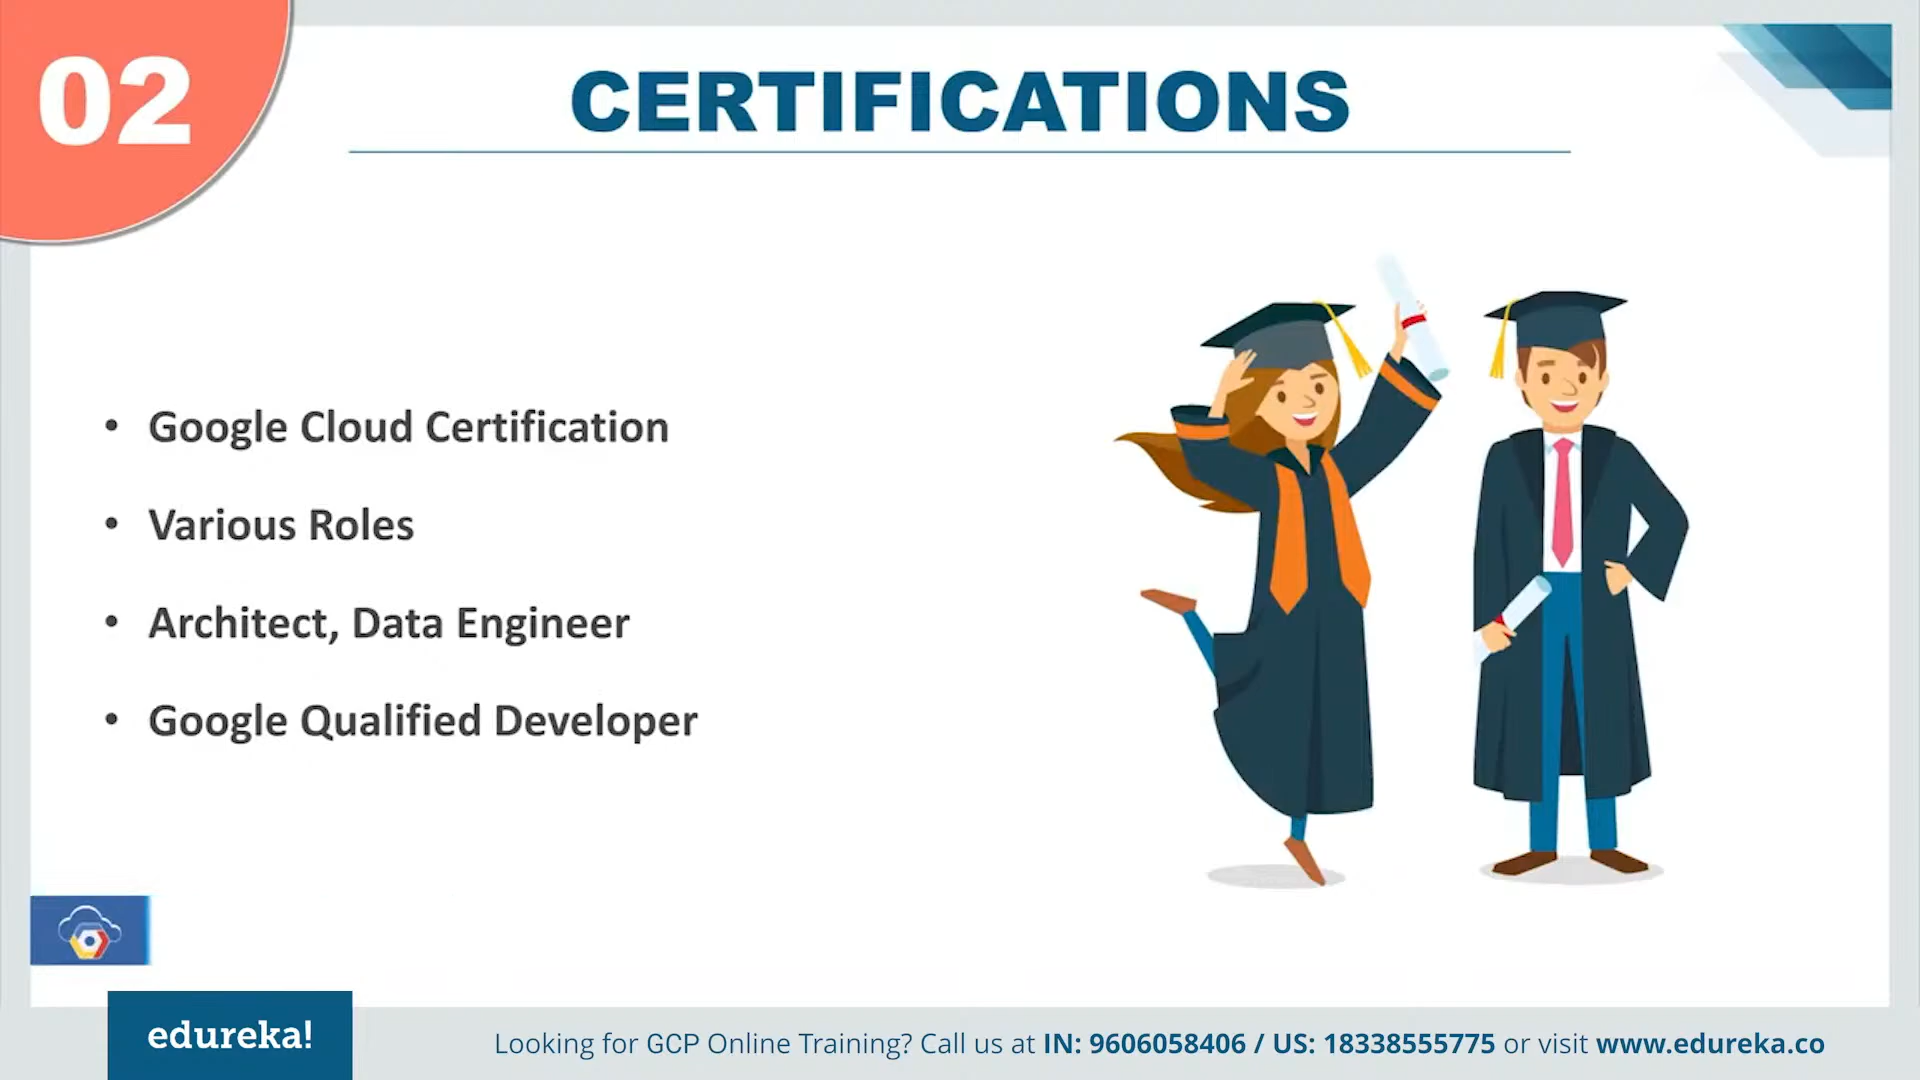 02
CERTIFICATIONS
• Google Cloud Certification
• Various Roles
• Architect, Data Engineer
• Google Qualified Developer
edureka!
Looking for GCP Online Training? Call us at IN: 9606058406 / US: 18338555775 or visit www.edureka.co